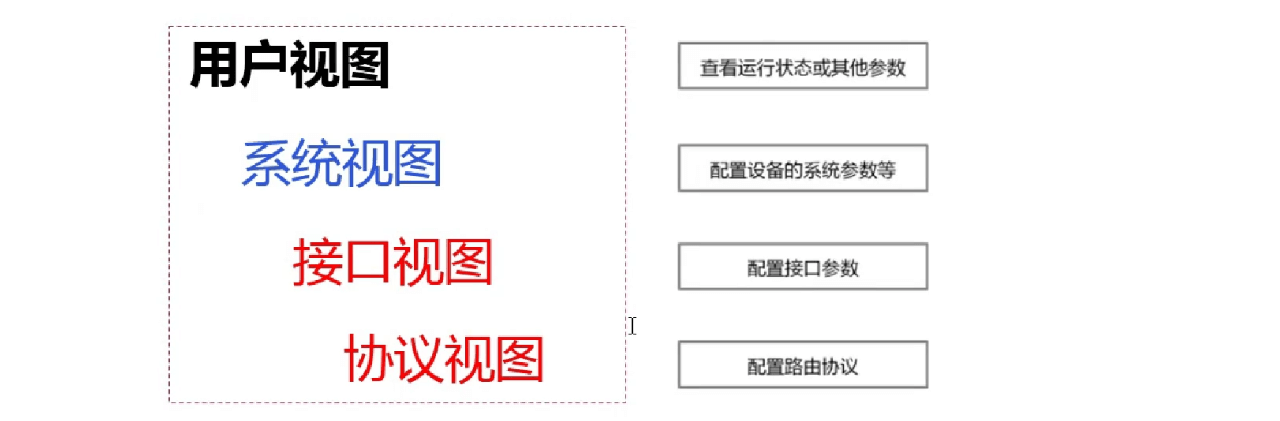 用户视图
查看运行状态或其他参数
系统视图
配置设备的系统参数等
接口视图
配置接口参数
协议视图
配置路由协议